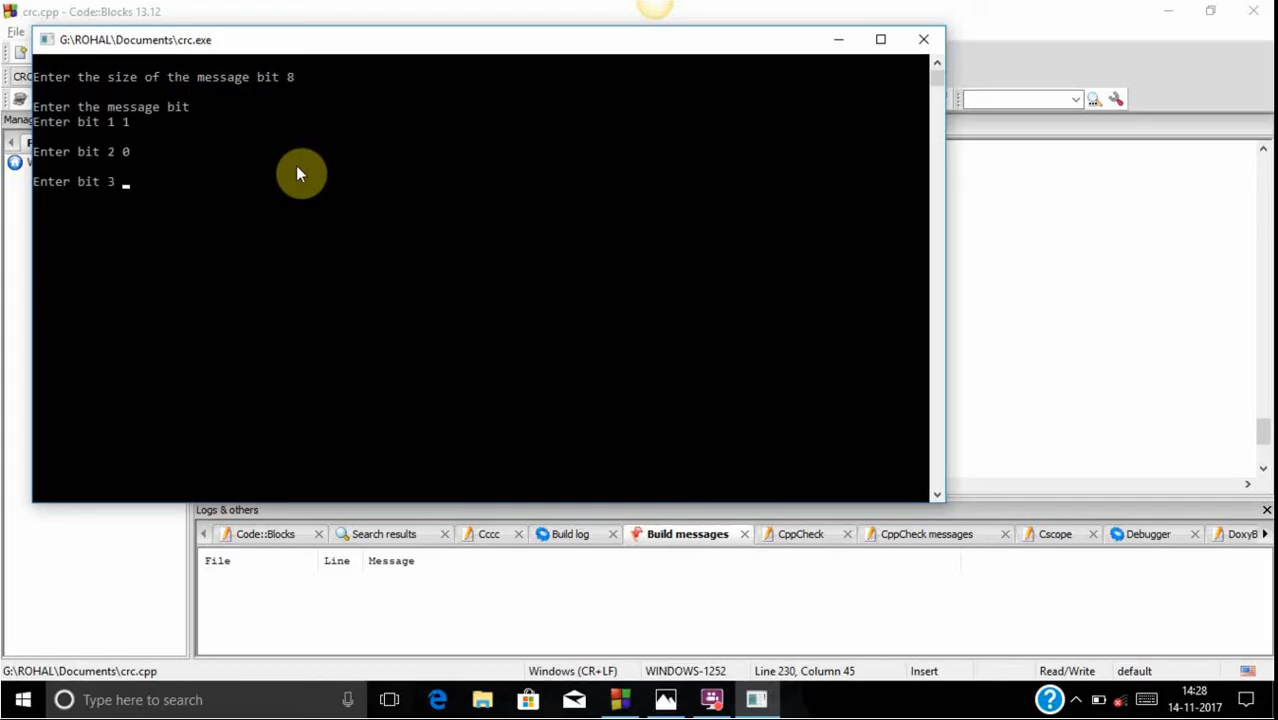 crc.cpp - Code::Blocks 13.12
File
G:\ROHAL\Documents\crc.exe
CRC
Enter the size of the message bit 8
Enter the message bit
Enter bit 1 1
Enter bit 2 0
Enter bit 3
Logs & others
Code::Blocks
Search results
Cccc
Build log
Build messages
CppCheck
CppCheck messages
Cscope
Debugger
DoxyB
File Line Message
G:\ROHAL\Documents\crc.cpp Windows (CR+LF) WINDOWS-1252 Line 230, Column 45 Insert Read/Write default
Type here to search
14:28
14-11-2017